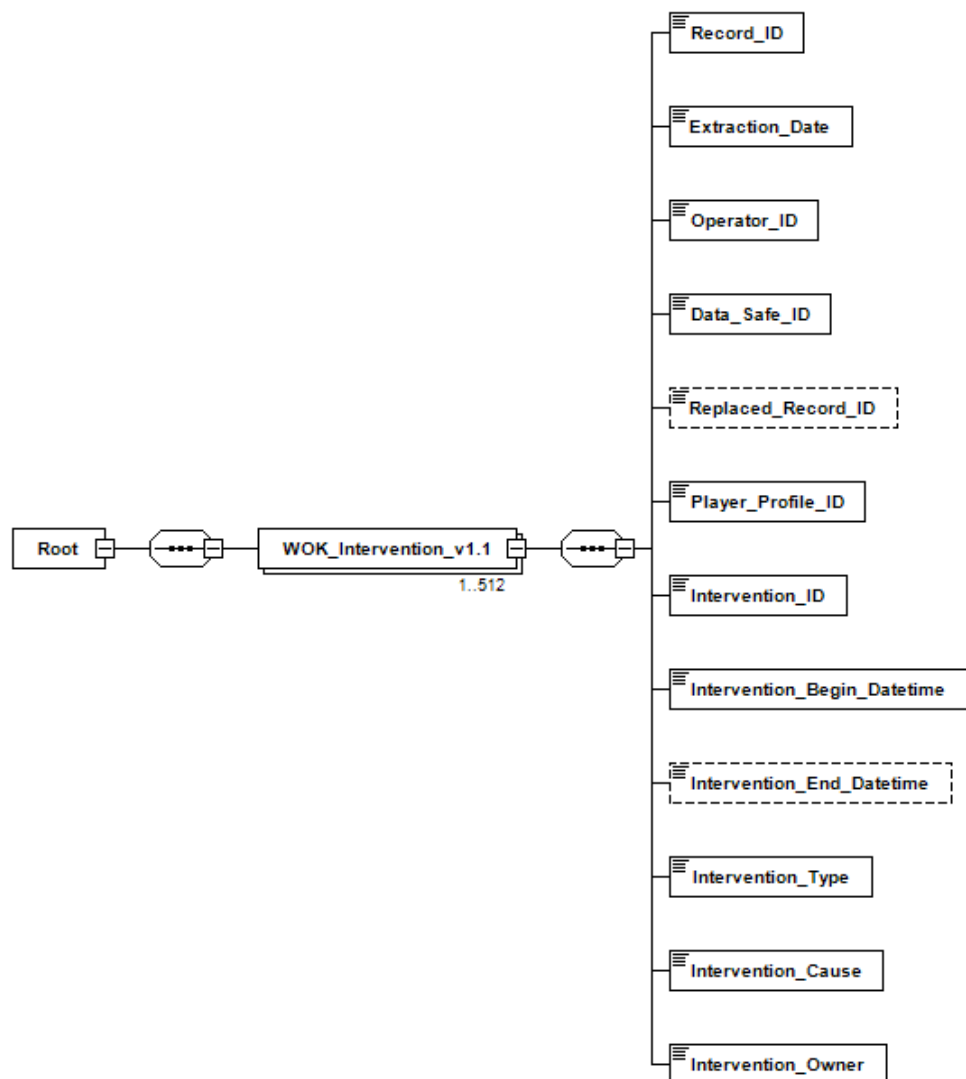 Record_ID
Extraction_Date
Operator_ID
Data_Safe_ID
Replaced_Record_ID
Player_Profile_ID
Root
WOK_Intervention_v1.1
1..512
Intervention_ID
Intervention_Begin_Datetime
Intervention_End_Datetime
Intervention_Type
Intervention_Cause
Intervention_Owner